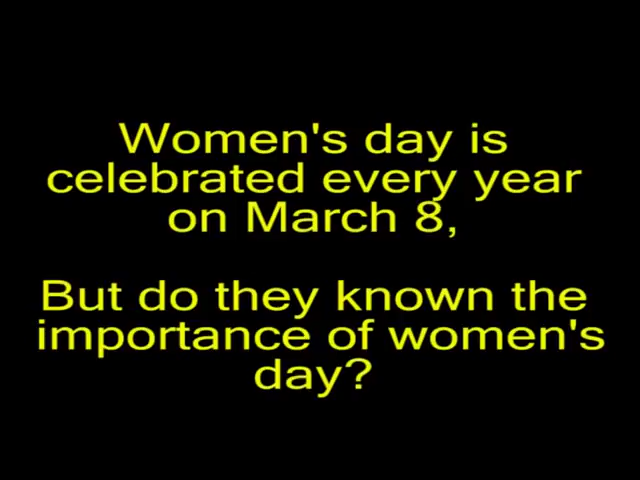 Women's day is
celebrated every year
on March 8,
But do they known the
importance of women's
day?